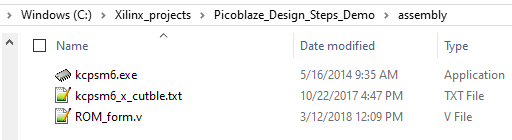 Windows (C:) > Xilinx_projects > Picoblaze_Design_Steps_Demo > assembly
Name Date modified Type
kcpsm6.exe 5/16/2014 9:35 AM Application
kcpsm6_x_cutble.txt 10/22/2017 4:47 PM TXT File
ROM_form.v 3/12/2018 12:09 PM V File